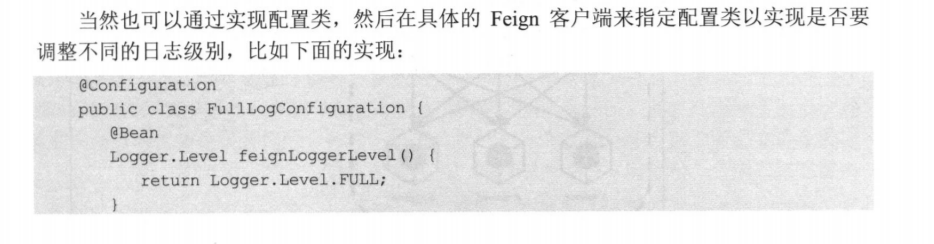 当然也可以通过实现配置类，然后在具体的 Feign 客户端来指定配置类以实现是否要
调整不同的日志级别，比如下面的实现：
@Configuration
public class FullLogConfiguration {
@Bean
Logger.Level feignLoggerLevel() {
return Logger.Level.FULL;
}